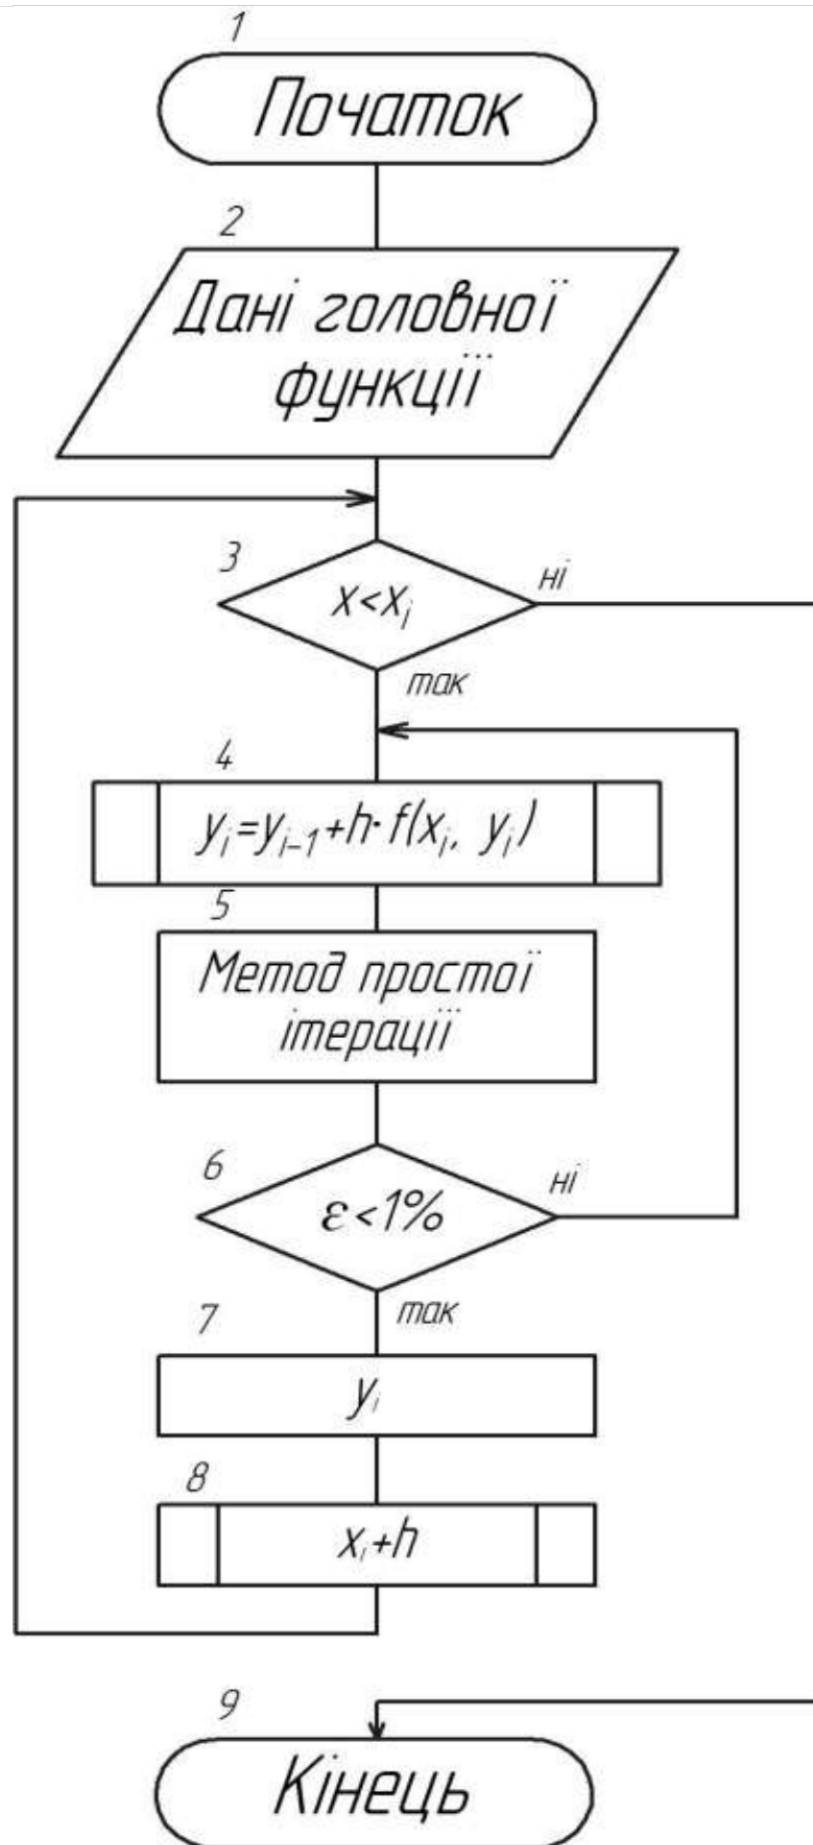 1
Початок
2
Дані головної
функції
3
x<xᵢ
ні
так
4
yᵢ=yᵢ₋₁+h·f(xᵢ, yᵢ)
5
Метод простої
ітерації
6
ε<1%
ні
так
7
yᵢ
8
xᵢ+h
9
Кінець